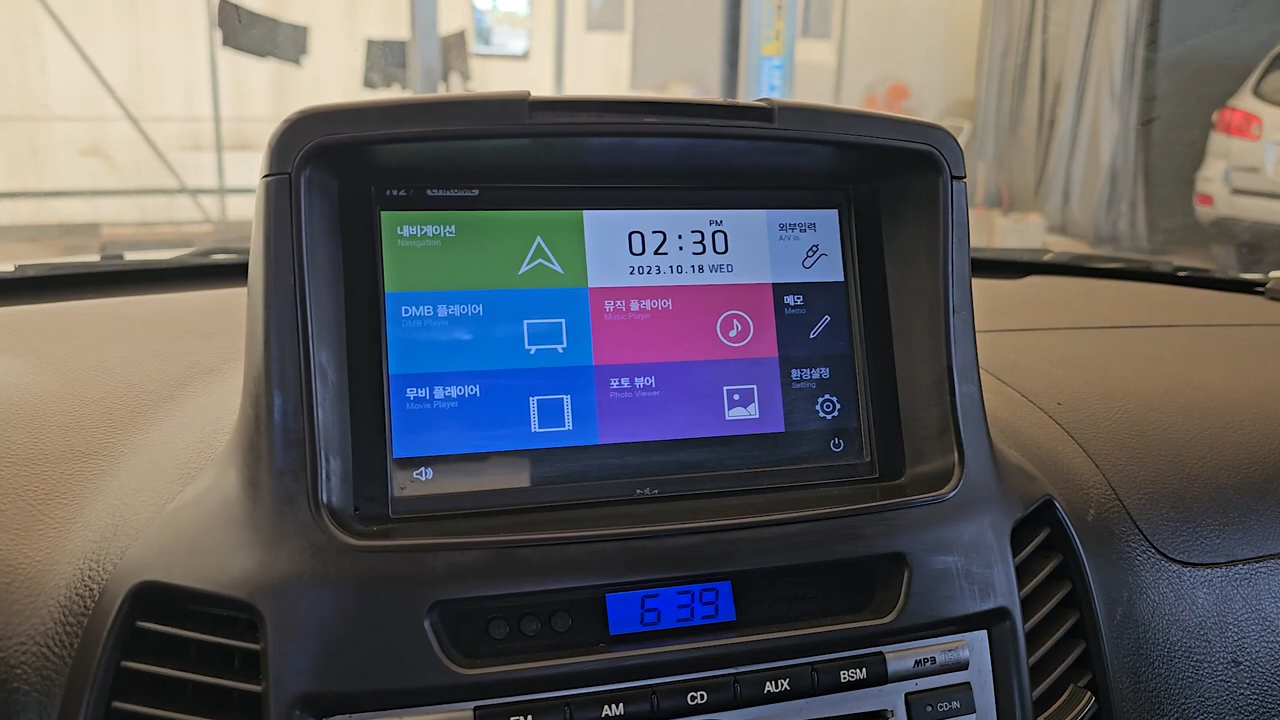 CHROME
내비게이션
Navigation
PM
02:30
2023.10.18 WED
외부입력
A/V In
DMB 플레이어
DMB Player
뮤직 플레이어
Music Player
메모
Memo
무비 플레이어
Movie Player
포토 뷰어
Photo Viewer
환경설정
Setting
6 39
FM
AM
CD
AUX
BSM
MP3
CD-IN